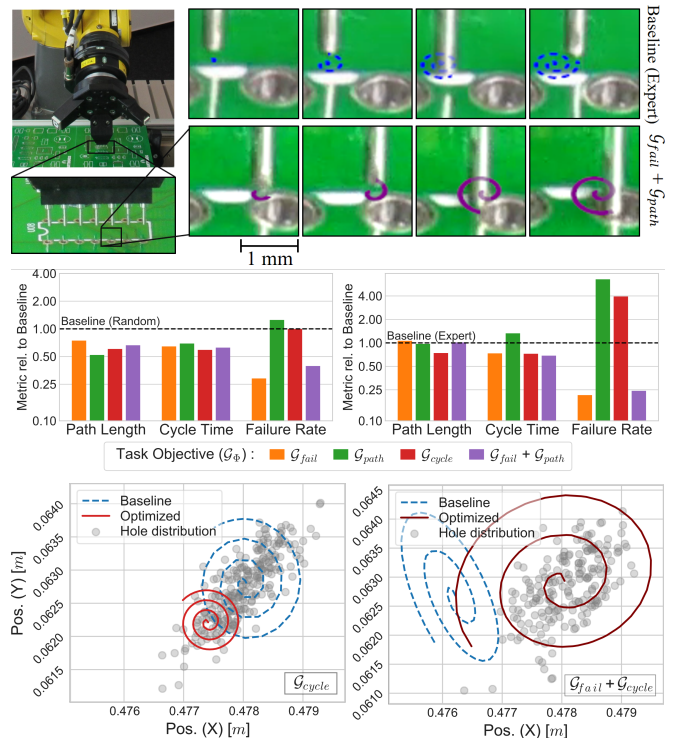 Baseline (Expert)
𝒢fail + 𝒢path
1 mm
Metric rel. to Baseline
4.00
2.00
1.00
0.50
0.25
0.10
Baseline (Random)
Path Length Cycle Time Failure Rate
Metric rel. to Baseline
4.00
2.00
1.00
0.50
0.25
0.10
Baseline (Expert)
Path Length Cycle Time Failure Rate
Task Objective (𝒢Φ) : 𝒢fail 𝒢path 𝒢cycle 𝒢fail + 𝒢path
Pos. (Y) [m]
0.0640
0.0635
0.0630
0.0625
0.0620
0.0615
Baseline
Optimized
Hole distribution
𝒢cycle
0.476 0.477 0.478 0.479
Pos. (X) [m]
0.0645
0.0640
0.0635
0.0630
0.0625
0.0620
0.0615
0.0610
Baseline
Optimized
Hole distribution
𝒢fail + 𝒢cycle
0.476 0.477 0.478 0.479
Pos. (X) [m]